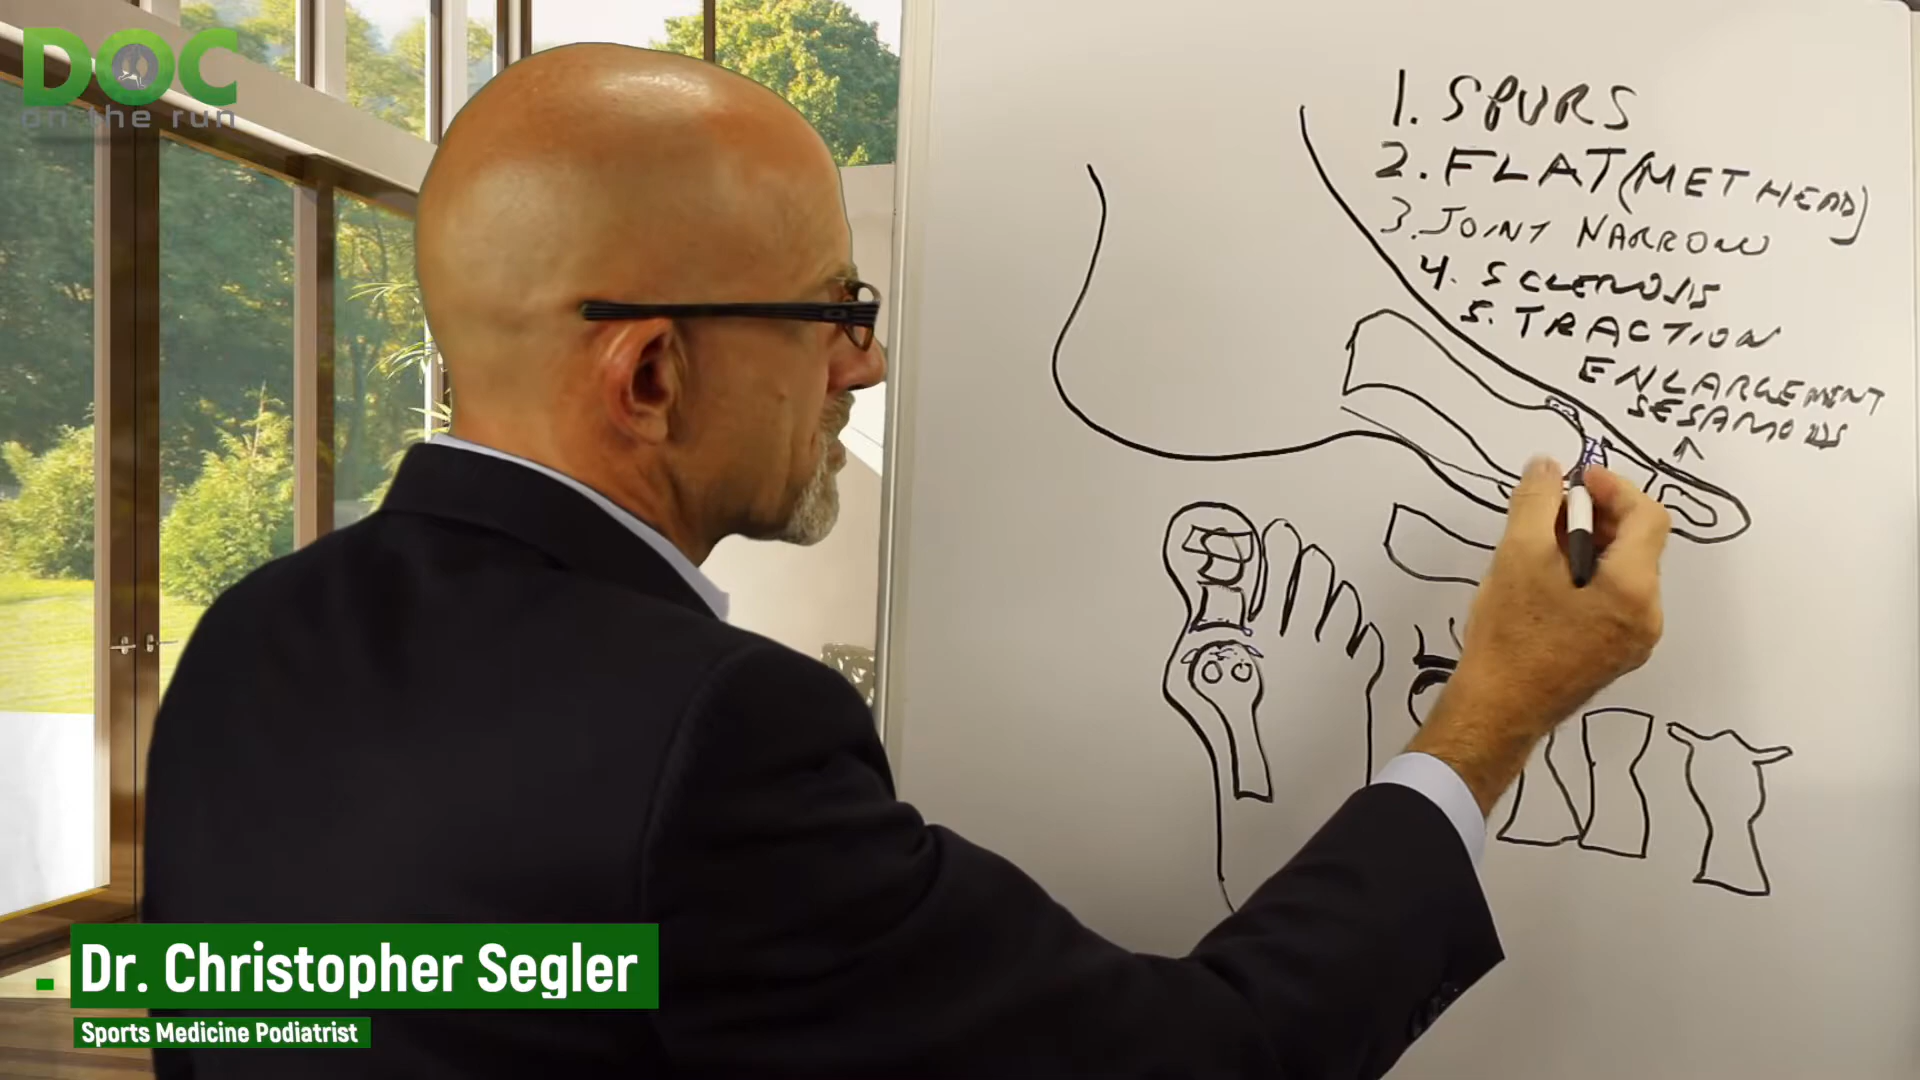 DOC
on the run
1. SPURS
2. FLAT (MET HEAD)
3. JOINT NARROW
4. SCLEROSIS
5. TRACTION
ENLARGEMENT
SESAMOIDS
Dr. Christopher Segler
Sports Medicine Podiatrist